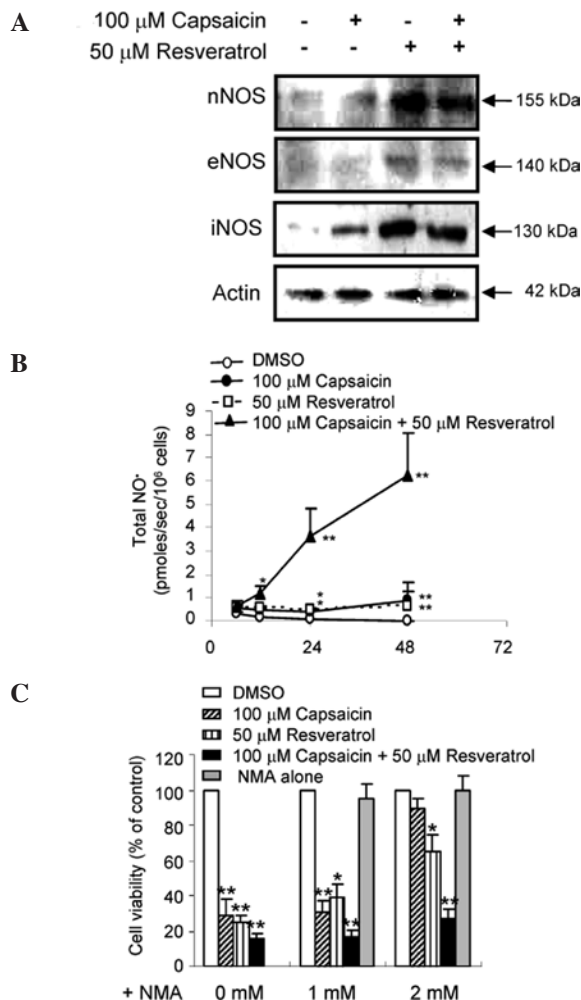 A
100 μM Capsaicin - + - +
50 μM Resveratrol - - + +
nNOS 155 kDa
eNOS 140 kDa
iNOS 130 kDa
Actin 42 kDa
B
DMSO
100 μM Capsaicin
50 μM Resveratrol
100 μM Capsaicin + 50 μM Resveratrol
Total NO•
(pmoles/sec/10⁶ cells)
9
8
7
6
5
4
3
2
1
0
* ** ** * * ** **
0 24 48 72
C
DMSO
100 μM Capsaicin
50 μM Resveratrol
100 μM Capsaicin + 50 μM Resveratrol
NMA alone
Cell viability (% of control)
120
100
80
60
40
20
0
** ** ** ** * ** * **
+ NMA 0 mM 1 mM 2 mM